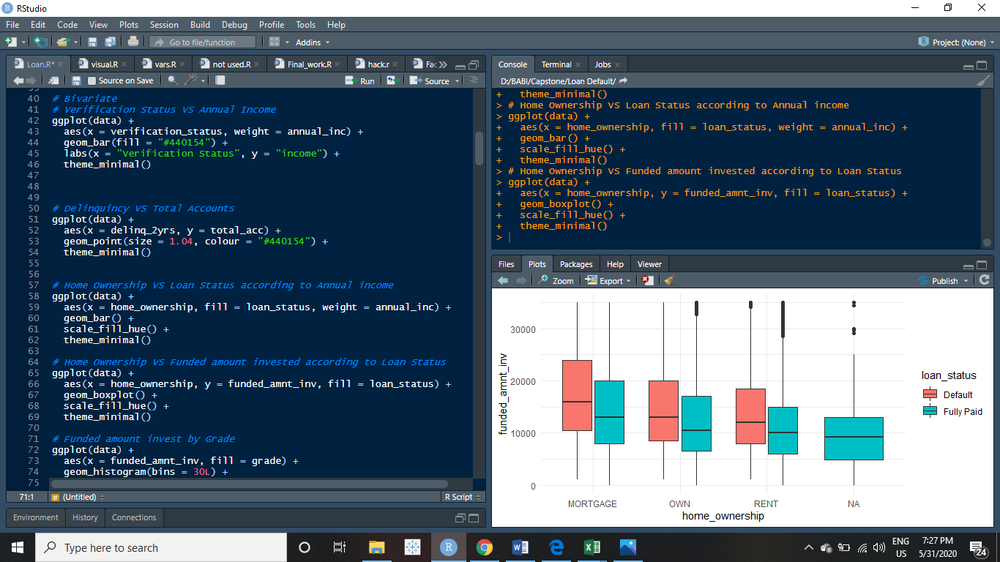 RStudio
File Edit Code View Plots Session Build Debug Profile Tools Help
Go to file/function Addins Project: (None)
Loan.R* visual.R vars.R not used.R Final_work.R hack.r Fac
Source on Save Run Source
40 # Bivariate
41 # Verification Status VS Annual Income
42 ggplot(data) +
43 aes(x = verification_status, weight = annual_inc) +
44 geom_bar(fill = "#440154") +
45 labs(x = "Verification Status", y = "income") +
46 theme_minimal()
47
48
49
50 # Delinquency VS Total Accounts
51 ggplot(data) +
52 aes(x = delinq_2yrs, y = total_acc) +
53 geom_point(size = 1.04, colour = "#440154") +
54 theme_minimal()
55
56
57 # Home Ownership VS Loan Status according to Annual income
58 ggplot(data) +
59 aes(x = home_ownership, fill = loan_status, weight = annual_inc) +
60 geom_bar() +
61 scale_fill_hue() +
62 theme_minimal()
63
64 # Home Ownership VS Funded amount invested according to Loan Status
65 ggplot(data) +
66 aes(x = home_ownership, y = funded_amnt_inv, fill = loan_status) +
67 geom_boxplot() +
68 scale_fill_hue() +
69 theme_minimal()
70
71 # Funded amount invest by Grade
72 ggplot(data) +
73 aes(x = funded_amnt_inv, fill = grade) +
74 geom_histogram(bins = 30L) +
75
71:1 # (Untitled) R Script
Environment History Connections
Console Terminal Jobs
D:/BABI/Capstone/Loan Default/
+ theme_minimal()
> # Home Ownership VS Loan Status according to Annual income
> ggplot(data) +
+ aes(x = home_ownership, fill = loan_status, weight = annual_inc) +
+ geom_bar() +
+ scale_fill_hue() +
+ theme_minimal()
> # Home Ownership VS Funded amount invested according to Loan Status
> ggplot(data) +
+ aes(x = home_ownership, y = funded_amnt_inv, fill = loan_status) +
+ geom_boxplot() +
+ scale_fill_hue() +
+ theme_minimal()
>
Files Plots Packages Help Viewer
Zoom Export Publish
30000
20000
10000
0
funded_amnt_inv
MORTGAGE OWN RENT NA
home_ownership
loan_status
Default
Fully Paid
Type here to search
ENG
US
7:27 PM
5/31/2020
24